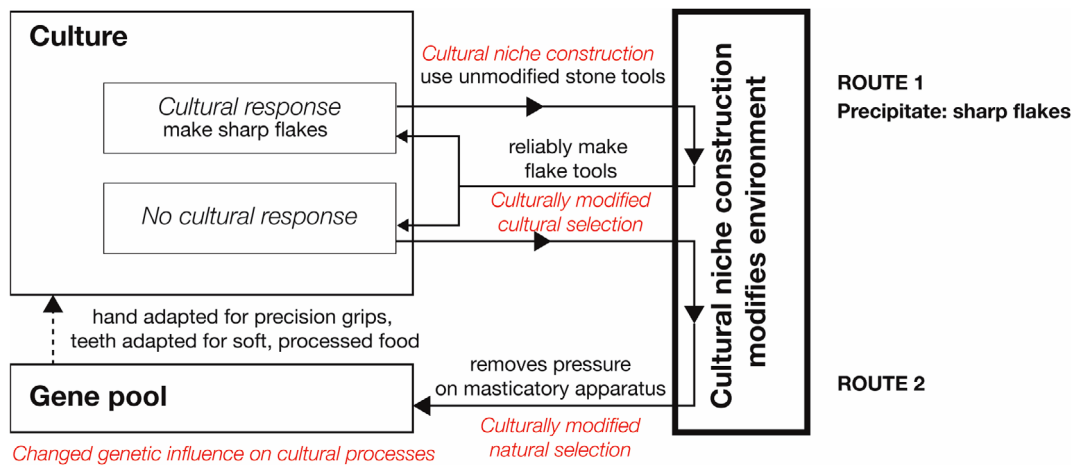 Culture
Cultural response
make sharp flakes
No cultural response
Cultural niche construction
use unmodified stone tools
reliably make
flake tools
Culturally modified
cultural selection
Cultural niche construction
modifies environment
ROUTE 1
Precipitate: sharp flakes
hand adapted for precision grips,
teeth adapted for soft, processed food
Gene pool
removes pressure
on masticatory apparatus
Culturally modified
natural selection
ROUTE 2
Changed genetic influence on cultural processes